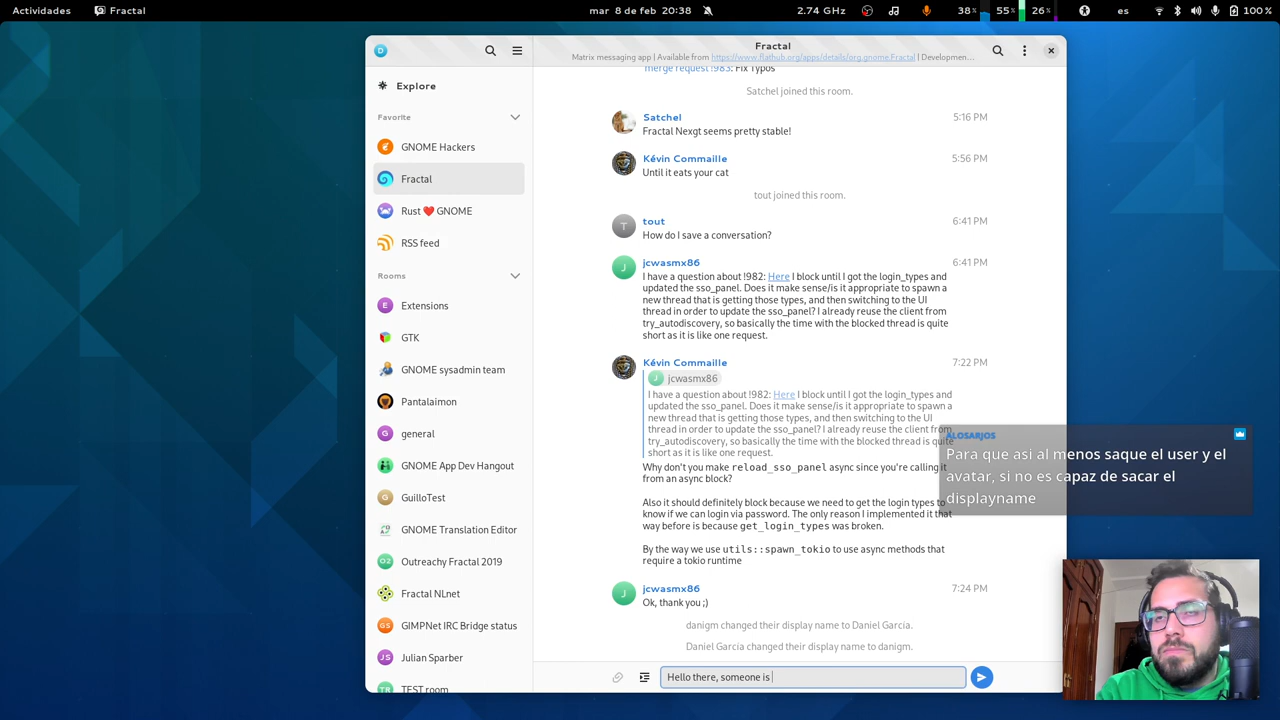 Actividades
Fractal
mar 8 de feb 20:38
2.74 GHz
38%
55%
26%
es
100 %
Explore
Favorite
GNOME Hackers
Fractal
Rust ❤️ GNOME
RSS feed
Rooms
Extensions
GTK
GNOME sysadmin team
Pantalaimon
general
GNOME App Dev Hangout
GuilloTest
GNOME Translation Editor
Outreachy Fractal 2019
Fractal NLnet
GIMPNet IRC Bridge status
Julian Sparber
TEST room
Fractal
Matrix messaging app | Available from https://www.flathub.org/apps/details/org.gnome.Fractal | Developmen…
merge request !983: Fix Typos
Satchel joined this room.
Satchel 5:16 PM
Fractal Nexgt seems pretty stable!
Kévin Commaille 5:56 PM
Until it eats your cat
tout joined this room.
tout 6:41 PM
How do I save a conversation?
jcwasmx86 6:41 PM
I have a question about !982: Here I block until I got the login_types and
updated the sso_panel. Does it make sense/is it appropriate to spawn a
new thread that is getting those types, and then switching to the UI
thread in order to update the sso_panel? I already reuse the client from
try_autodiscovery, so basically the time with the blocked thread is quite
short as it is like one request.
Kévin Commaille 7:22 PM
jcwasmx86
I have a question about !982: Here I block until I got the login_types and
updated the sso_panel. Does it make sense/is it appropriate to spawn a
new thread that is getting those types, and then switching to the UI
thread in order to update the sso_panel? I already reuse the client from
try_autodiscovery, so basically the time with the blocked thread is quite
short as it is like one request.
Why don't you make reload_sso_panel async since you're calling it
from an async block?
Also it should definitely block because we need to get the login types to
know if we can login via password. The only reason I implemented it that
way before is because get_login_types was broken.
By the way we use utils::spawn_tokio to use async methods that
require a tokio runtime
jcwasmx86 7:24 PM
Ok, thank you ;)
danigm changed their display name to Daniel Garcia.
Daniel Garcia changed their display name to danigm.
Hello there, someone is
ALOSARJOS
Para que asi al menos saque el user y el
avatar, si no es capaz de sacar el
displayname